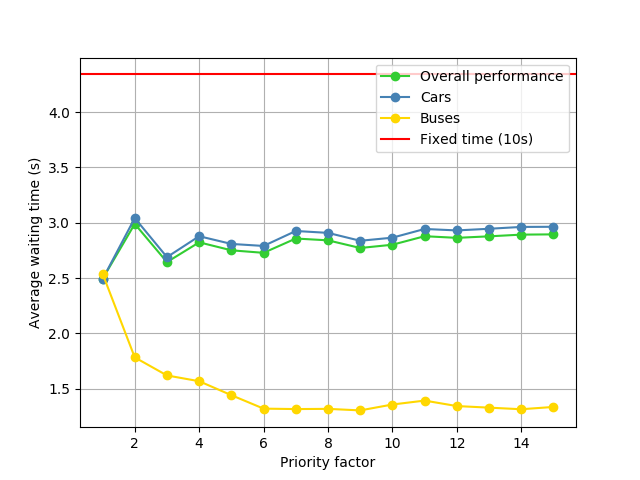 Overall performance
Cars
Buses
Fixed time (10s)
Average waiting time (s)
4.0
3.5
3.0
2.5
2.0
1.5
2 4 6 8 10 12 14
Priority factor